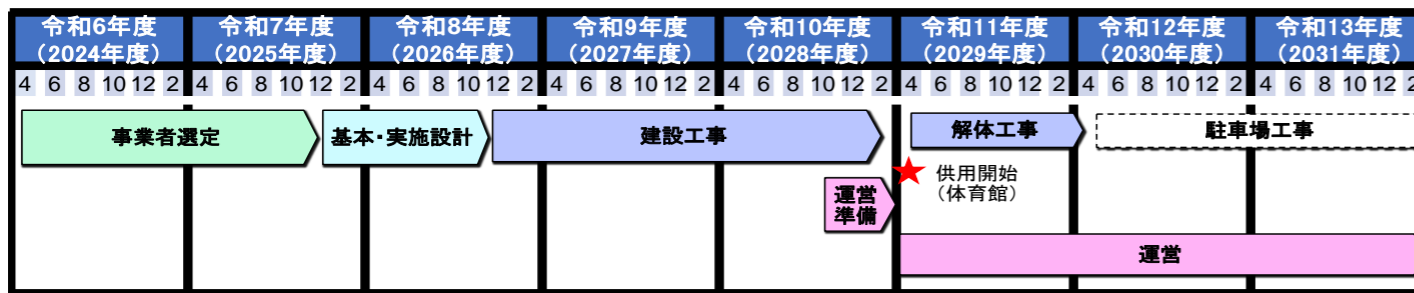 令和6年度 令和7年度 令和8年度 令和9年度 令和10年度 令和11年度 令和12年度 令和13年度
(2024年度) (2025年度) (2026年度) (2027年度) (2028年度) (2029年度) (2030年度) (2031年度)
4 6 8 10 12 2 4 6 8 10 12 2 4 6 8 10 12 2 4 6 8 10 12 2 4 6 8 10 12 2 4 6 8 10 12 2 4 6 8 10 12 2 4 6 8 10 12 2
事業者選定 基本・実施設計 建設工事 解体工事 駐車場工事
運営
準備
供用開始
(体育館)
運営